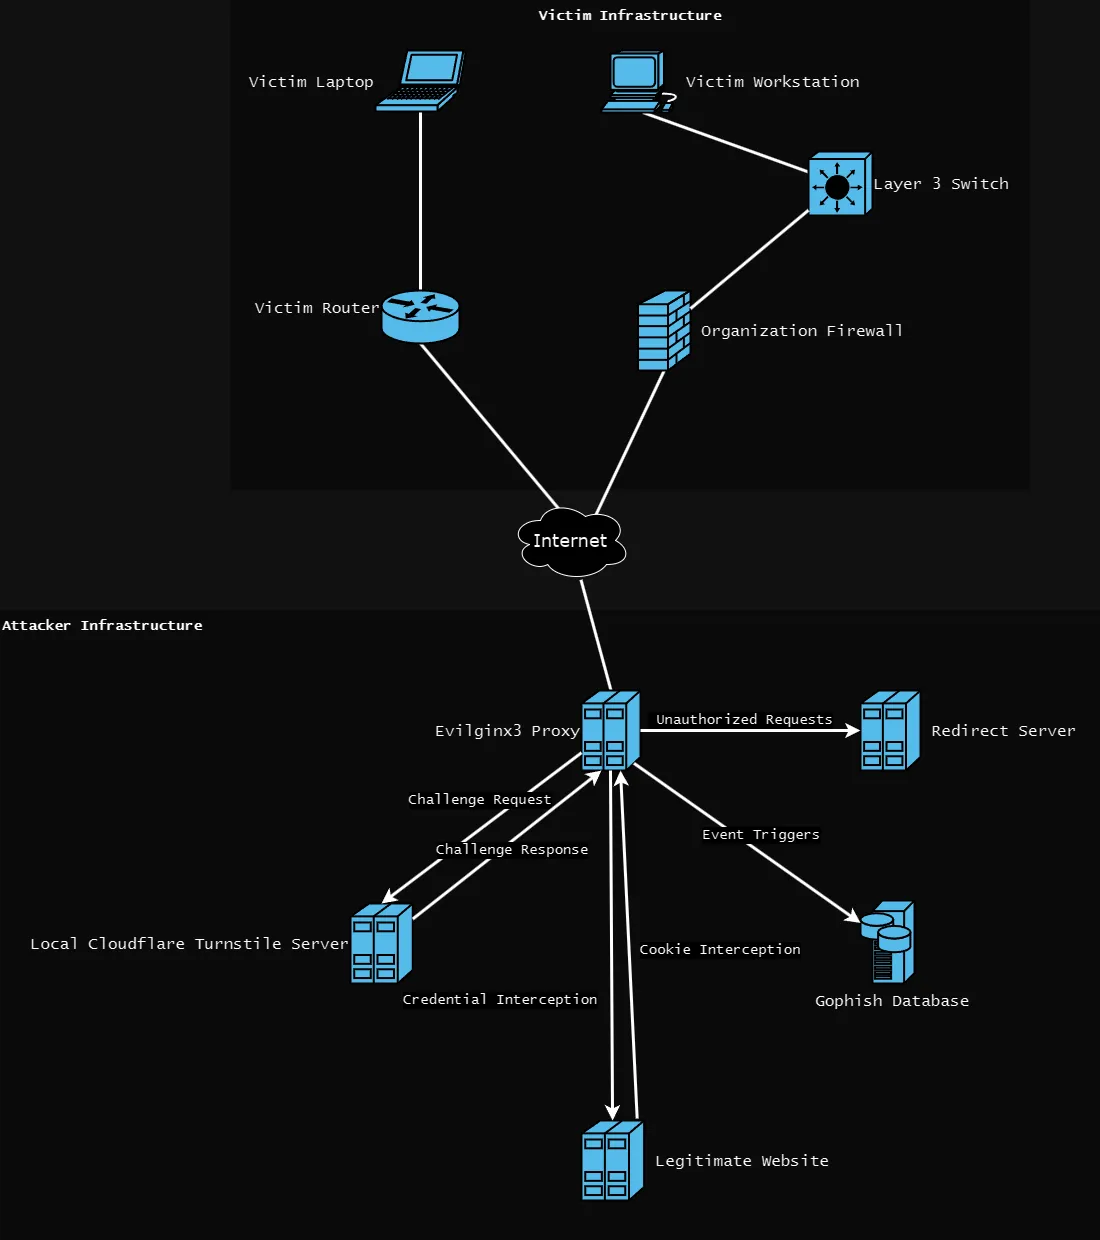 Victim Infrastructure
Victim Laptop
Victim Workstation
Layer 3 Switch
Victim Router
Organization Firewall
Internet
Attacker Infrastructure
Evilginx3 Proxy
Unauthorized Requests
Redirect Server
Challenge Request
Event Triggers
Challenge Response
Local Cloudflare Turnstile Server
Cookie Interception
Credential Interception
Gophish Database
Legitimate Website